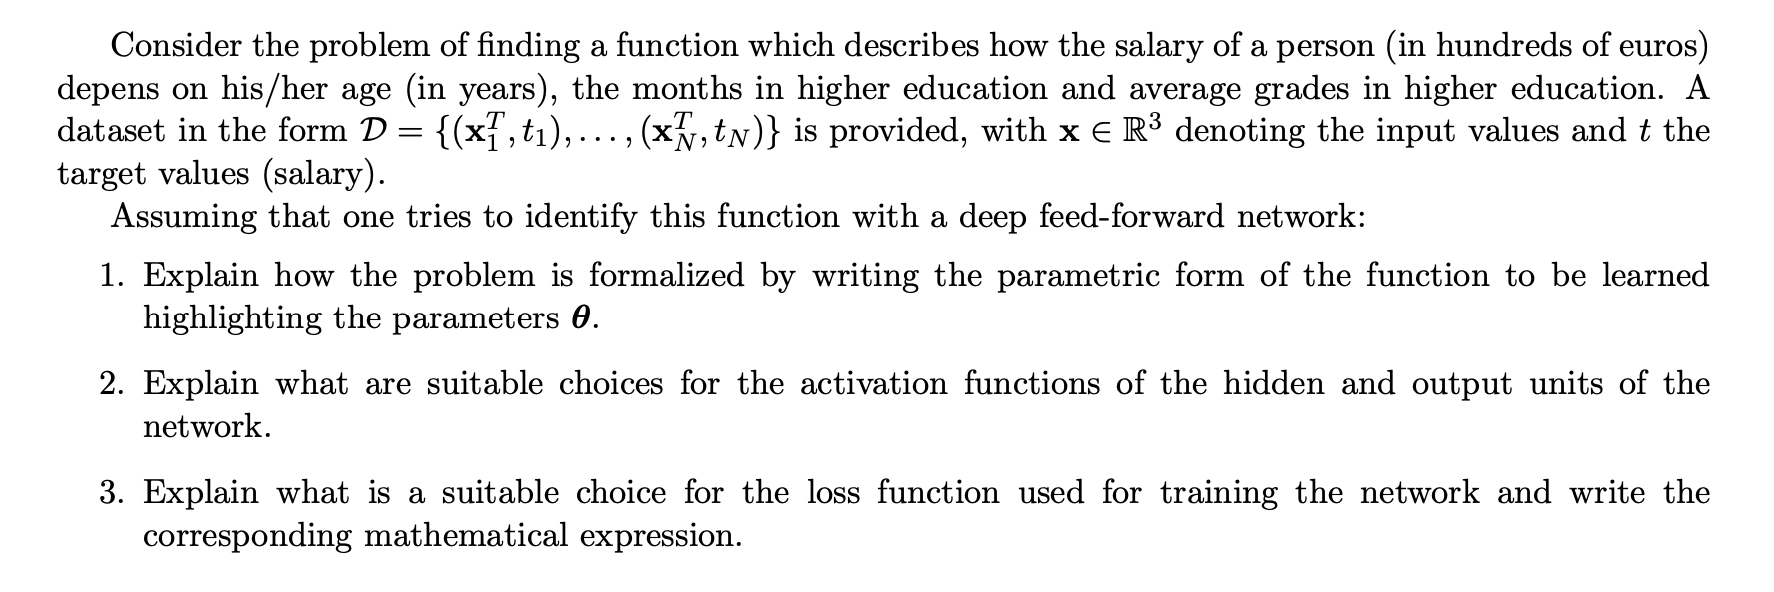 Consider the problem of finding a function which describes how the salary of a person (in hundreds of euros)
depens on his/her age (in years), the months in higher education and average grades in higher education. A
dataset in the form $\mathcal{D} = \{(\mathbf{x}_1^T, t_1), \ldots, (\mathbf{x}_N^T, t_N)\}$ is provided, with $\mathbf{x} \in \mathbb{R}^3$ denoting the input values and $t$ the
target values (salary).
Assuming that one tries to identify this function with a deep feed-forward network:
1. Explain how the problem is formalized by writing the parametric form of the function to be learned
highlighting the parameters $\boldsymbol{\theta}$.
2. Explain what are suitable choices for the activation functions of the hidden and output units of the
network.
3. Explain what is a suitable choice for the loss function used for training the network and write the
corresponding mathematical expression.